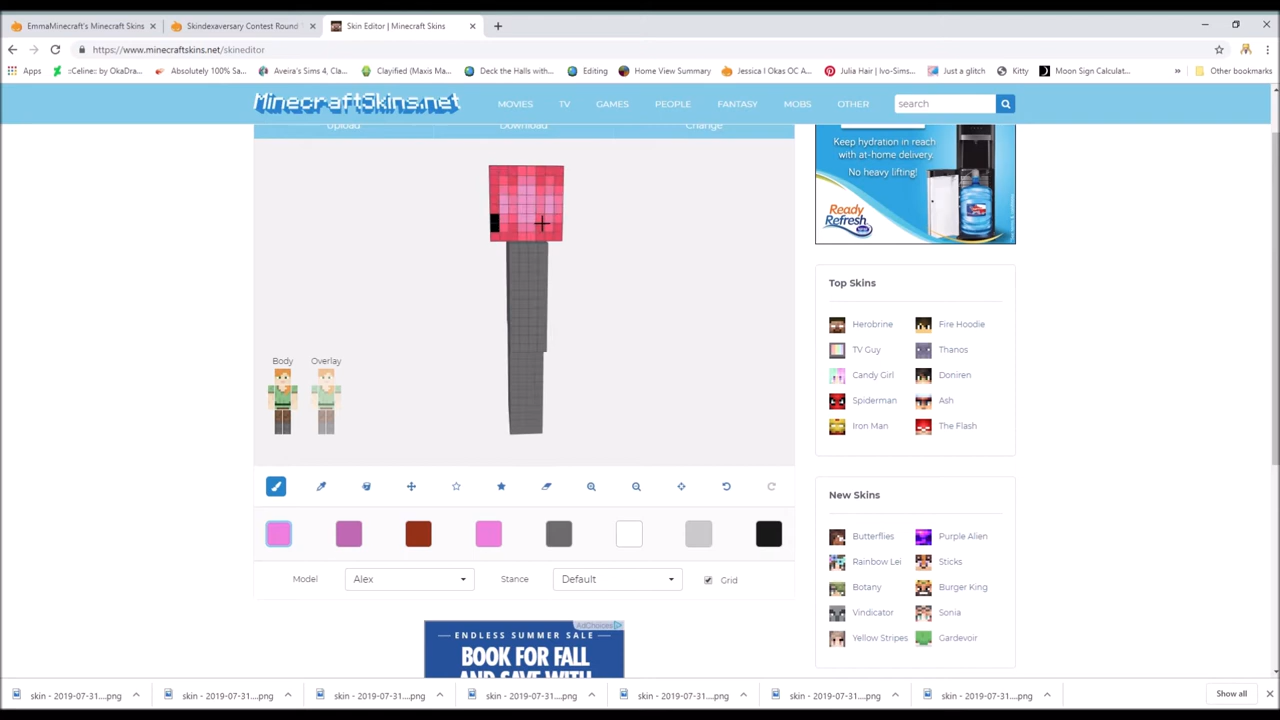 EmmaMinecraft's Minecraft Skins
Skindexaversary Contest Round
Skin Editor | Minecraft Skins
https://www.minecraftskins.net/skineditor
Apps
::Celine:: by OkaDra...
Absolutely 100% Sa...
Aveira's Sims 4, Cla...
Clayified (Maxis Ma...
Deck the Halls with...
Editing
Home View Summary
Jessica I Okas OC A...
Julia Hair | Ivo-Sims...
Just a glitch
Kitty
Moon Sign Calculat...
»
Other bookmarks
MinecraftSkins.net
MOVIES TV GAMES PEOPLE FANTASY MOBS OTHER
search
Upload Download Change
Keep hydration in reach
with at-home delivery.
No heavy lifting!
Ready
Refresh
Body Overlay
Top Skins
Herobrine Fire Hoodie
TV Guy Thanos
Candy Girl Doniren
Spiderman Ash
Iron Man The Flash
New Skins
Butterflies Purple Alien
Rainbow Lei Sticks
Botany Burger King
Vindicator Sonia
Yellow Stripes Gardevoir
Model Alex Stance Default Grid
AdChoices
ENDLESS SUMMER SALE
BOOK FOR FALL
AND SAVE WITH
skin - 2019-07-31....png skin - 2019-07-31....png skin - 2019-07-31....png skin - 2019-07-31....png skin - 2019-07-31....png skin - 2019-07-31....png skin - 2019-07-31....png Show all